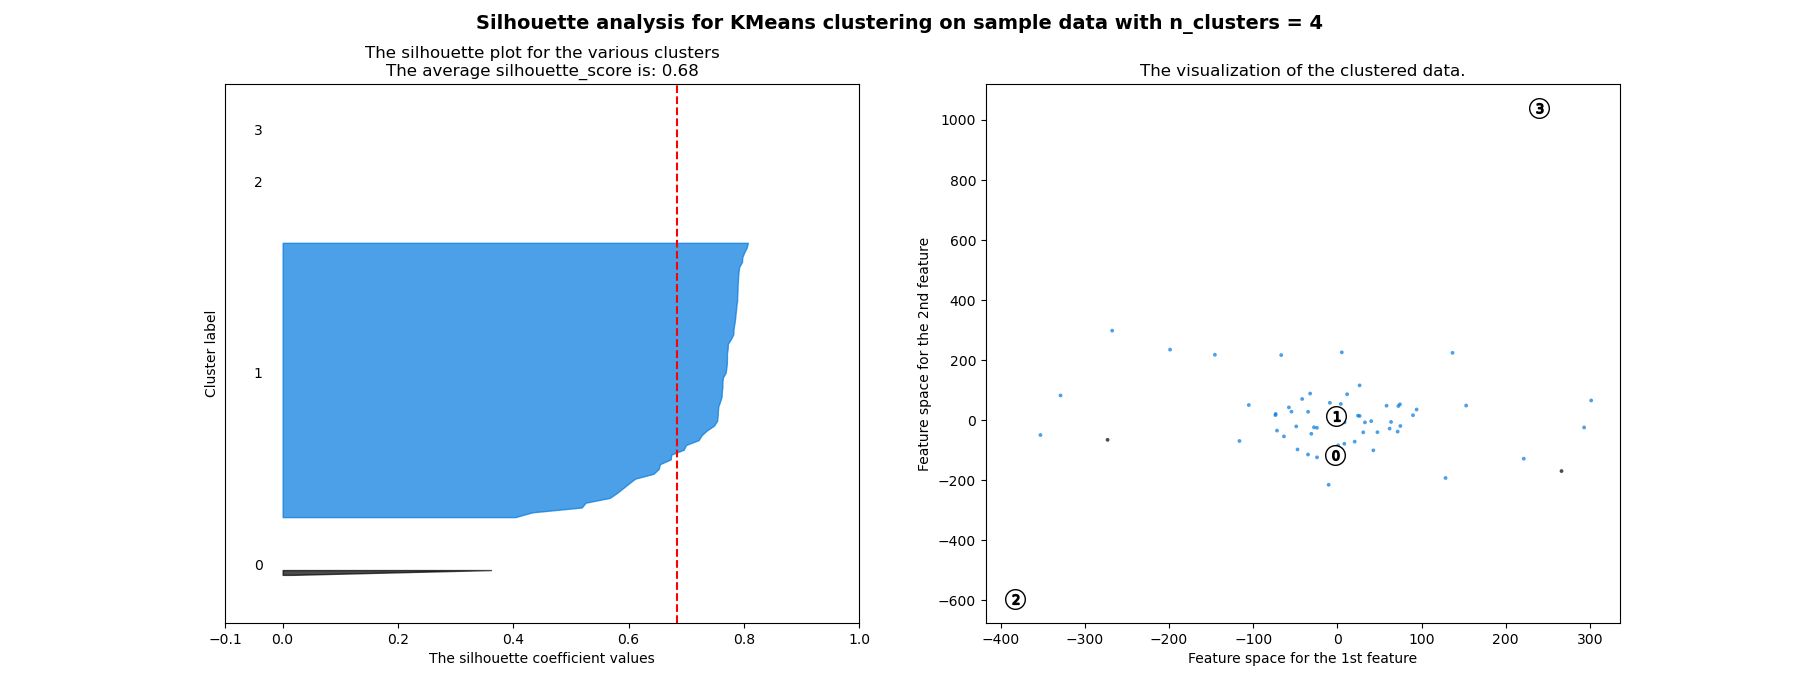 Silhouette analysis for KMeans clustering on sample data with n_clusters = 4
The silhouette plot for the various clusters
The average silhouette_score is: 0.68
3
2
1
0
Cluster label
−0.1 0.0 0.2 0.4 0.6 0.8 1.0
The silhouette coefficient values
The visualization of the clustered data.
1000
800
600
400
200
0
−200
−400
−600
Feature space for the 2nd feature
3
1
0
2
−400 −300 −200 −100 0 100 200 300
Feature space for the 1st feature